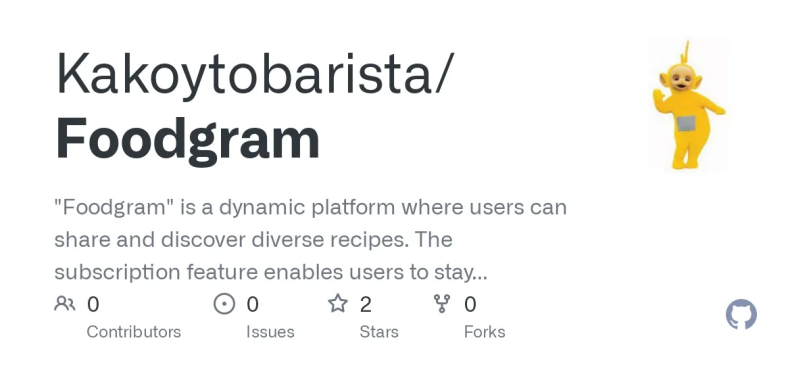 Kakoytobarista/
Foodgram
"Foodgram" is a dynamic platform where users can
share and discover diverse recipes. The
subscription feature enables users to stay...
0 0 2 0
Contributors Issues Stars Forks